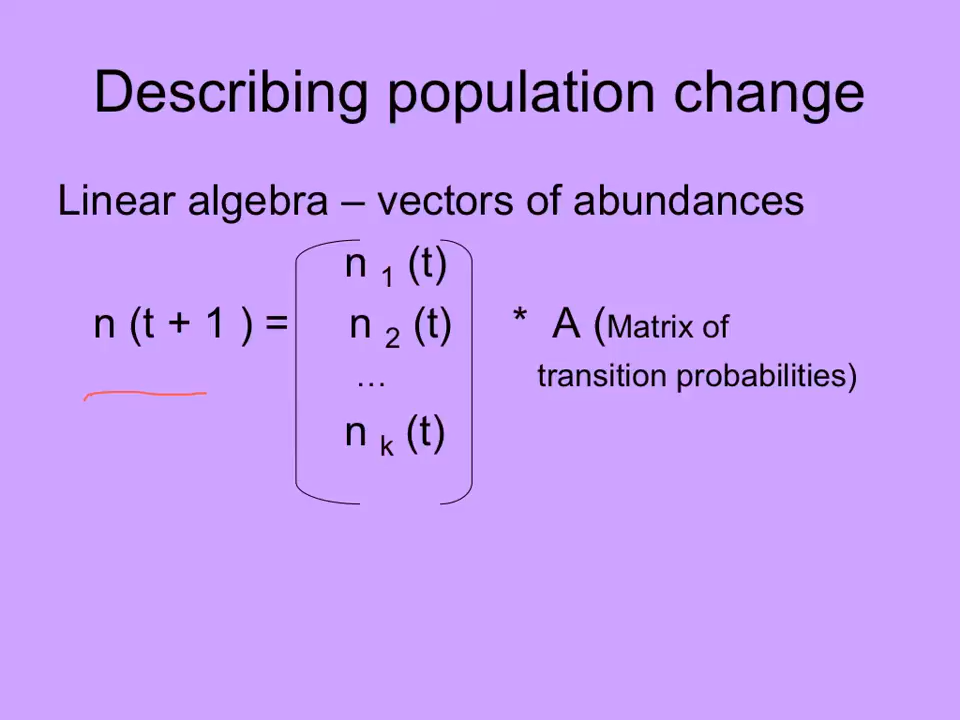 Describing population change
Linear algebra – vectors of abundances
n 1 (t)
n (t + 1 ) = n 2 (t) * A (Matrix of
… transition probabilities)
n k (t)